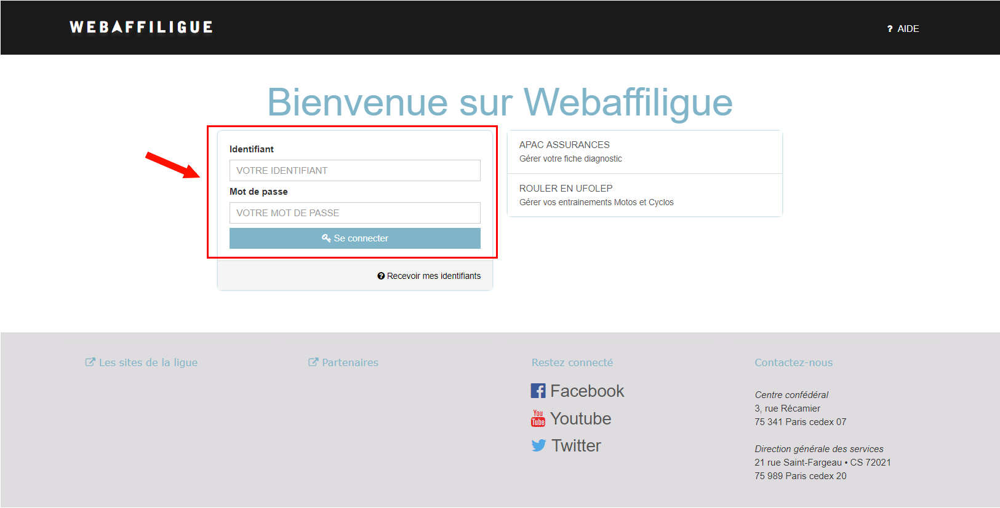 WEBAFFILIGUE
? AIDE
Bienvenue sur Webaffiligue
Identifiant
VOTRE IDENTIFIANT
Mot de passe
VOTRE MOT DE PASSE
Se connecter
Recevoir mes identifiants
APAC ASSURANCES
Gérer votre fiche diagnostic
ROULER EN UFOLEP
Gérer vos entrainements Motos et Cyclos
Les sites de la ligue
Partenaires
Restez connecté
Facebook
You
Tube
Youtube
Twitter
Contactez-nous
Centre confédéral
3, rue Récamier
75 341 Paris cedex 07
Direction générale des services
21 rue Saint-Fargeau • CS 72021
75 989 Paris cedex 20